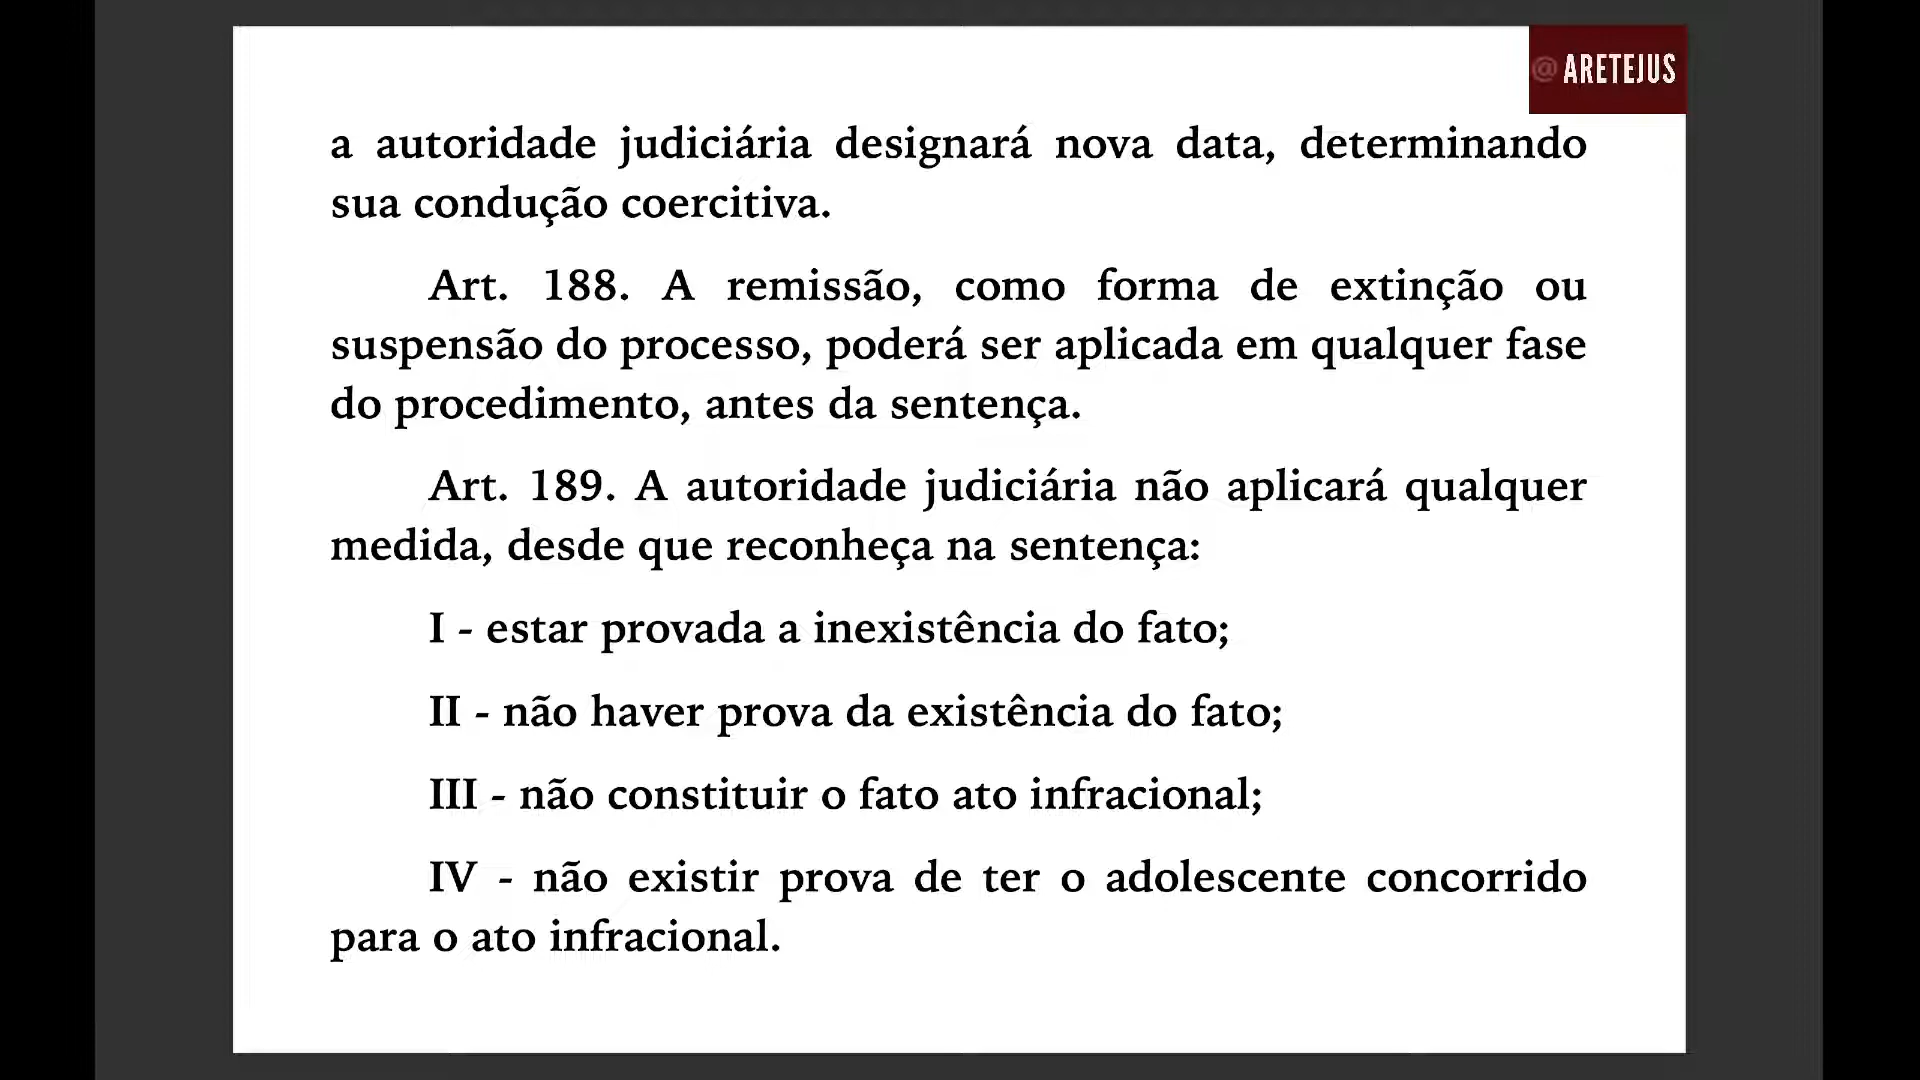 @ ARETEJUS
a autoridade judiciária designará nova data, determinando
sua condução coercitiva.
Art. 188. A remissão, como forma de extinção ou
suspensão do processo, poderá ser aplicada em qualquer fase
do procedimento, antes da sentença.
Art. 189. A autoridade judiciária não aplicará qualquer
medida, desde que reconheça na sentença:
I - estar provada a inexistência do fato;
II - não haver prova da existência do fato;
III - não constituir o fato ato infracional;
IV - não existir prova de ter o adolescente concorrido
para o ato infracional.